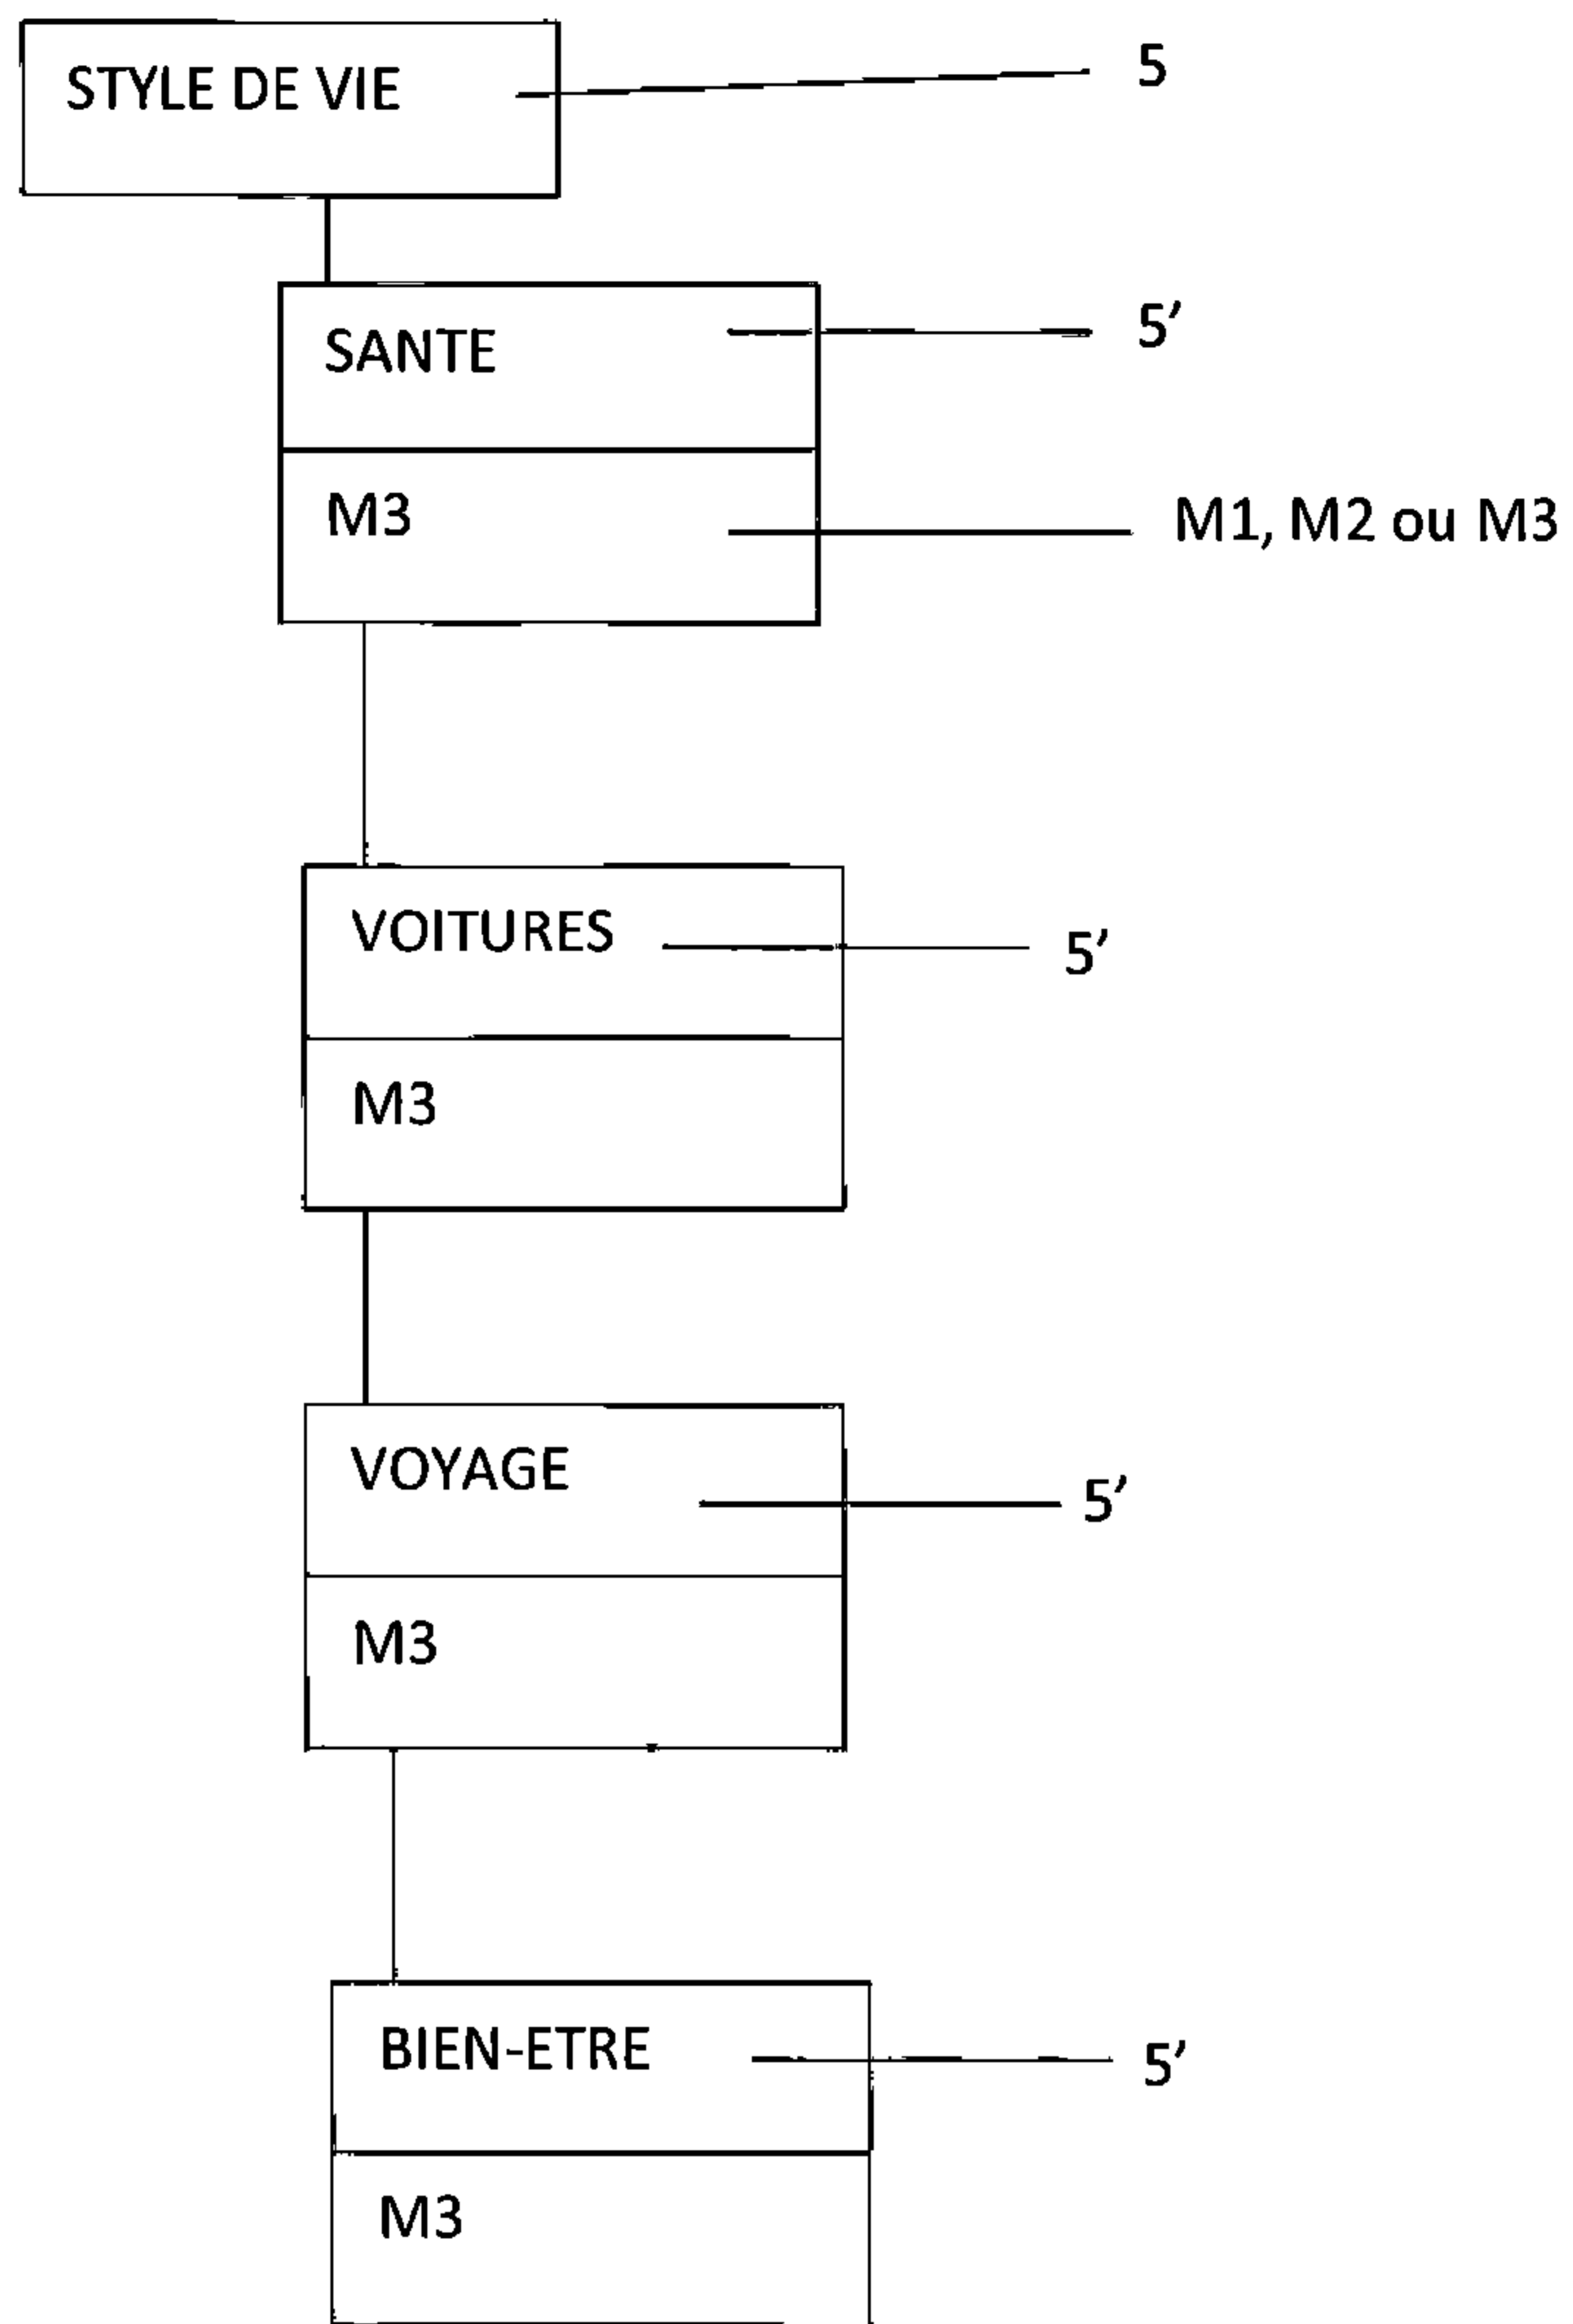 STYLE DE VIE 5
SANTE 5’
M3 M1, M2 ou M3
VOITURES 5’
M3
VOYAGE 5’
M3
BIEN-ETRE 5’
M3